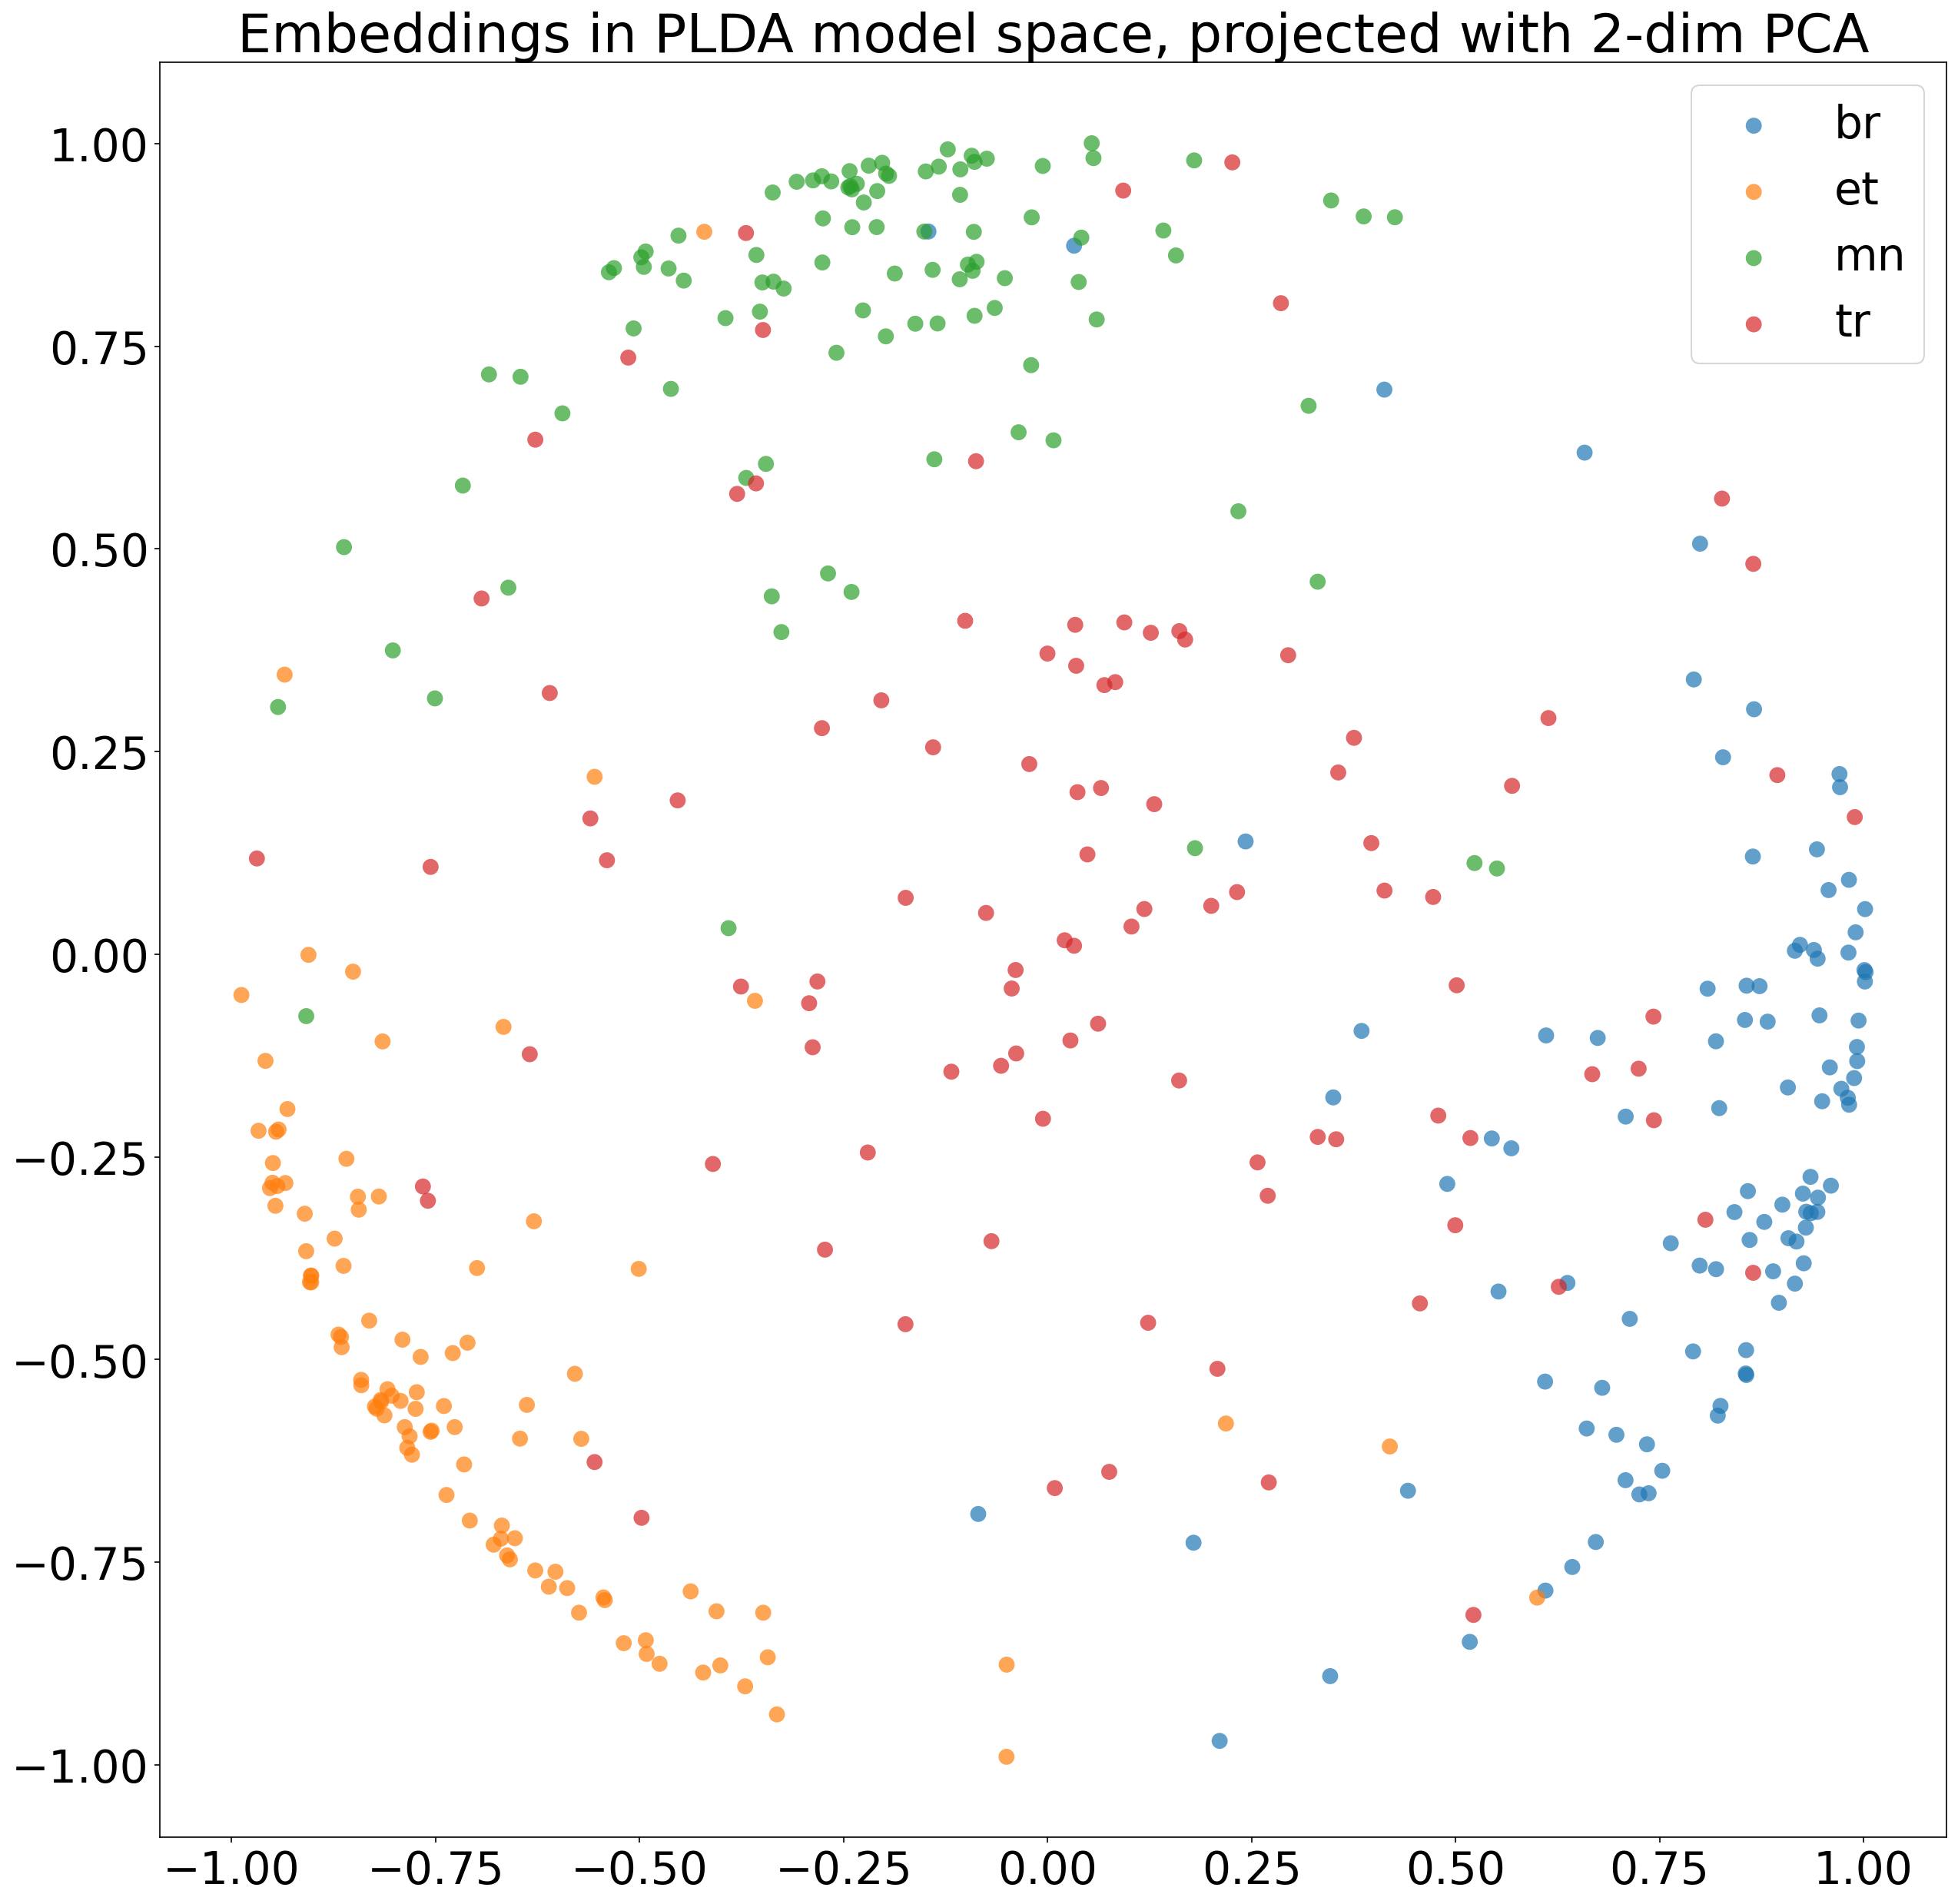 Embeddings in PLDA model space, projected with 2-dim PCA
br
et
mn
tr
1.00
0.75
0.50
0.25
0.00
−0.25
−0.50
−0.75
−1.00
−1.00 −0.75 −0.50 −0.25 0.00 0.25 0.50 0.75 1.00